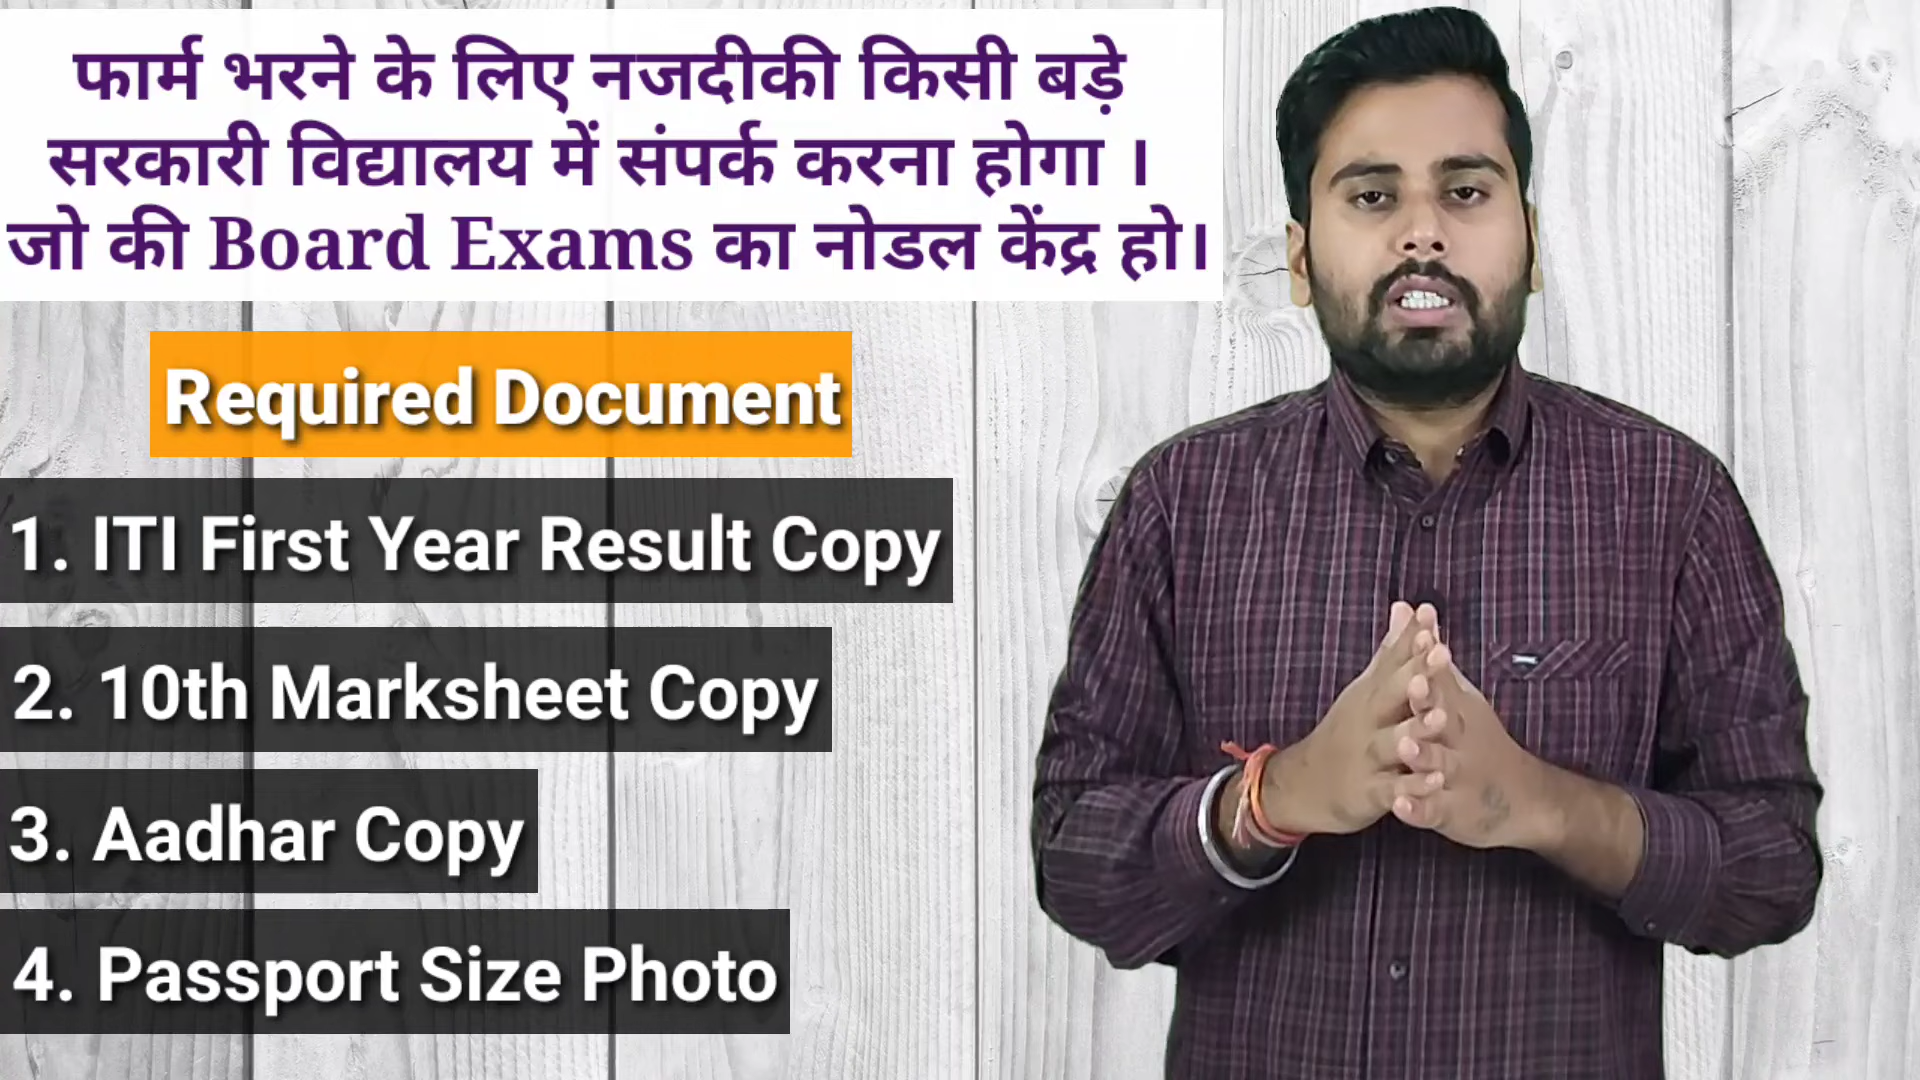 फार्म भरने के लिए नजदीकी किसी बड़े
सरकारी विद्यालय में संपर्क करना होगा ।
जो की Board Exams का नोडल केंद्र हो।
Required Document
1. ITI First Year Result Copy
2. 10th Marksheet Copy
3. Aadhar Copy
4. Passport Size Photo